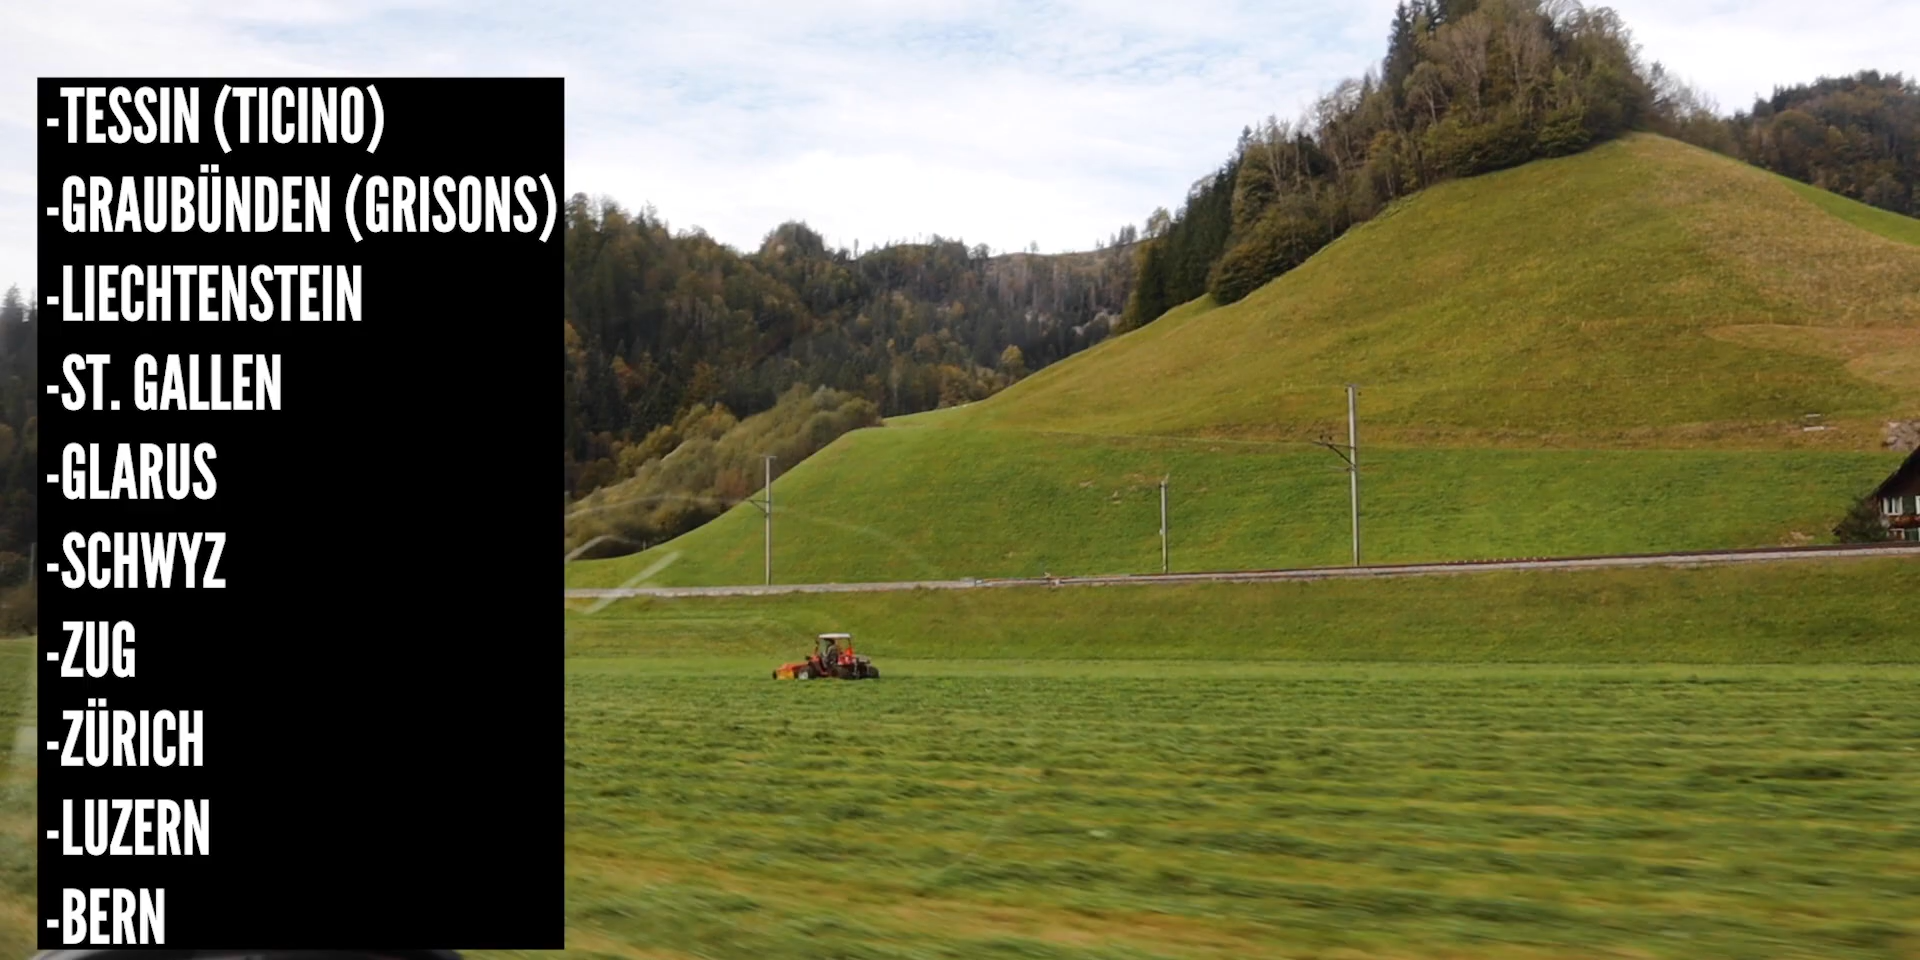 -TESSIN (TICINO)
-GRAUBÜNDEN (GRISONS)
-LIECHTENSTEIN
-ST. GALLEN
-GLARUS
-SCHWYZ
-ZUG
-ZÜRICH
-LUZERN
-BERN